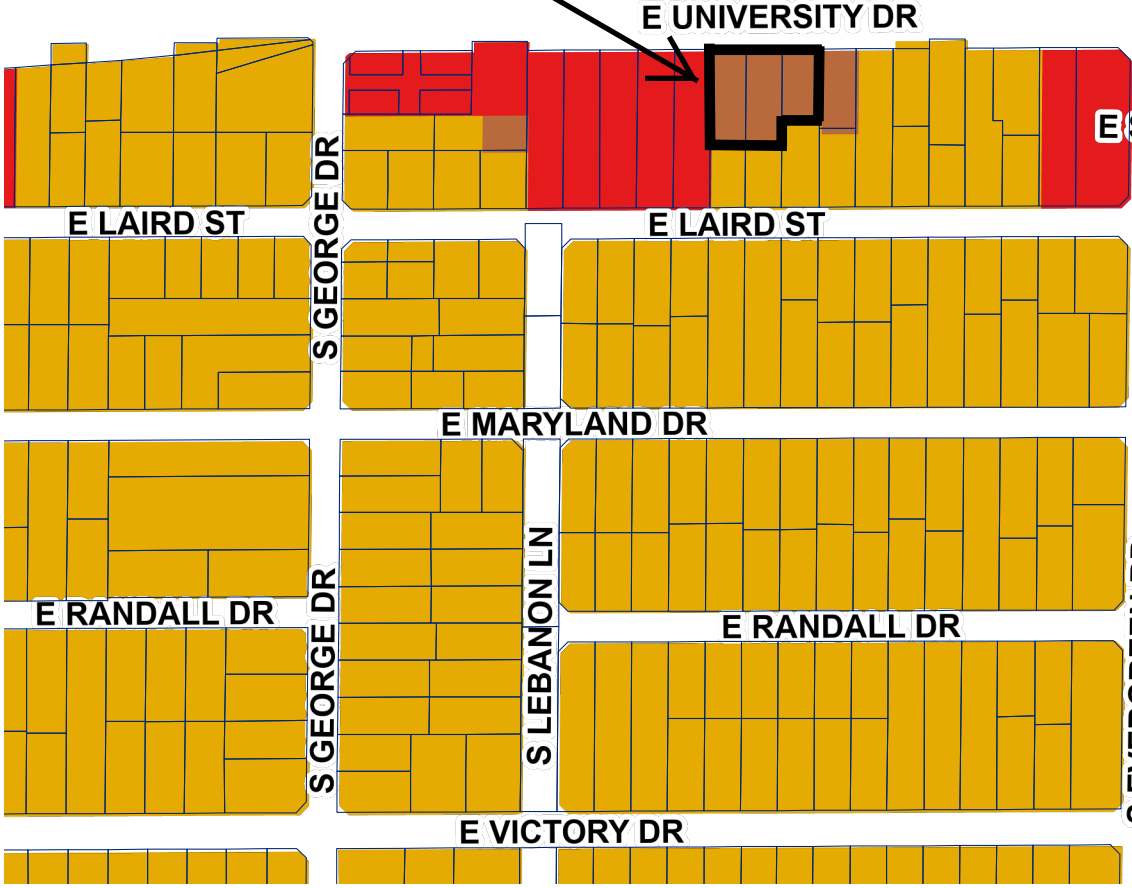 E UNIVERSITY DR
E LAIRD ST
S GEORGE DR
E LAIRD ST
E MARYLAND DR
E RANDALL DR
S GEORGE DR
S LEBANON LN
E RANDALL DR
E VICTORY DR